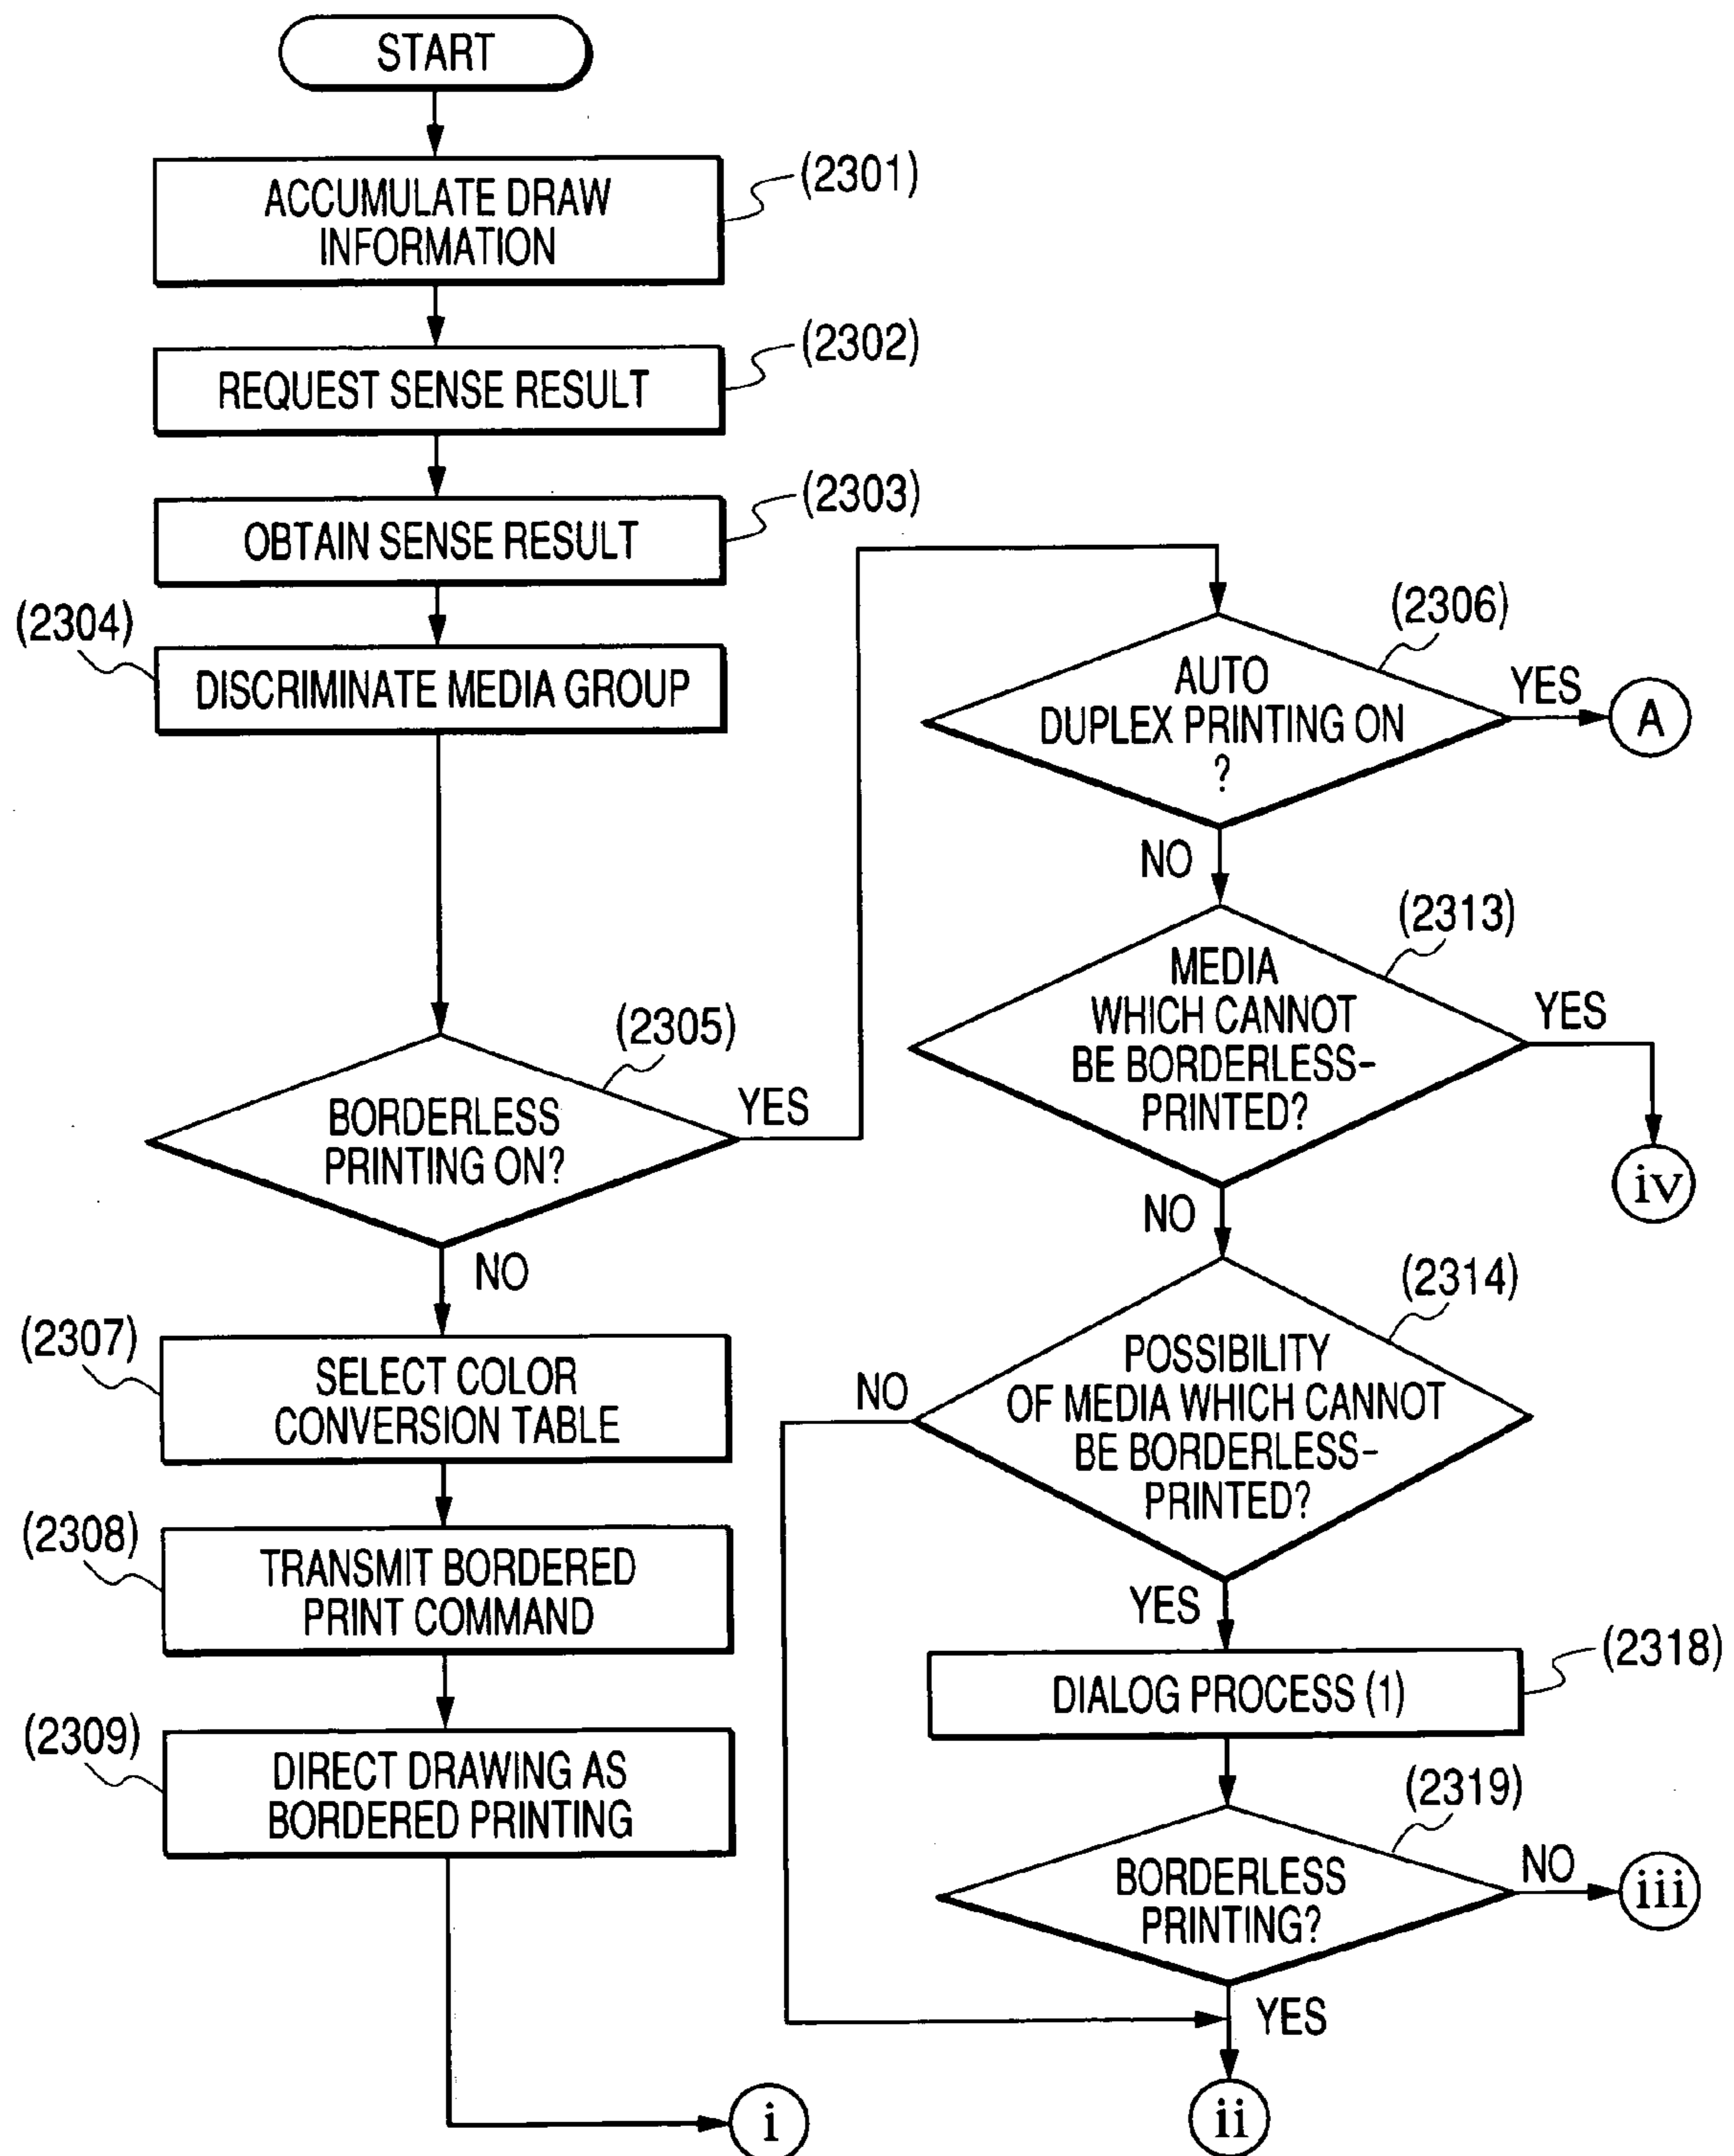 START
ACCUMULATE DRAW
INFORMATION
(2301)
REQUEST SENSE RESULT
(2302)
OBTAIN SENSE RESULT
(2303)
(2304)
DISCRIMINATE MEDIA GROUP
(2305)
BORDERLESS
PRINTING ON?
YES
NO
(2307)
SELECT COLOR
CONVERSION TABLE
(2308)
TRANSMIT BORDERED
PRINT COMMAND
(2309)
DIRECT DRAWING AS
BORDERED PRINTING
i
(2306)
AUTO
DUPLEX PRINTING ON
?
YES
A
NO
(2313)
MEDIA
WHICH CANNOT
BE BORDERLESS-
PRINTED?
YES
iv
NO
(2314)
POSSIBILITY
OF MEDIA WHICH CANNOT
BE BORDERLESS-
PRINTED?
NO
YES
(2318)
DIALOG PROCESS (1)
(2319)
BORDERLESS
PRINTING?
NO
iii
YES
ii